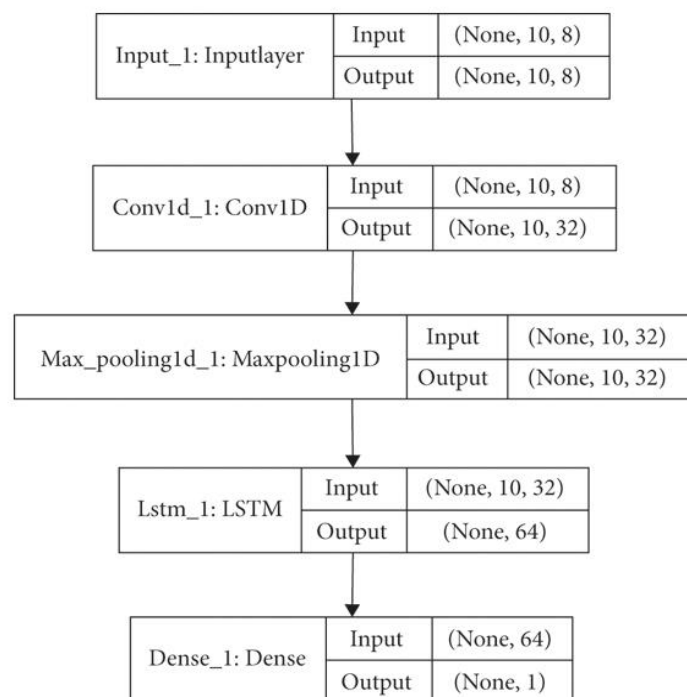 Input_1: Inputlayer
Input
(None, 10, 8)
Output
(None, 10, 8)
Conv1d_1: Conv1D
Input
(None, 10, 8)
Output
(None, 10, 32)
Max_pooling1d_1: Maxpooling1D
Input
(None, 10, 32)
Output
(None, 10, 32)
Lstm_1: LSTM
Input
(None, 10, 32)
Output
(None, 64)
Dense_1: Dense
Input
(None, 64)
Output
(None, 1)